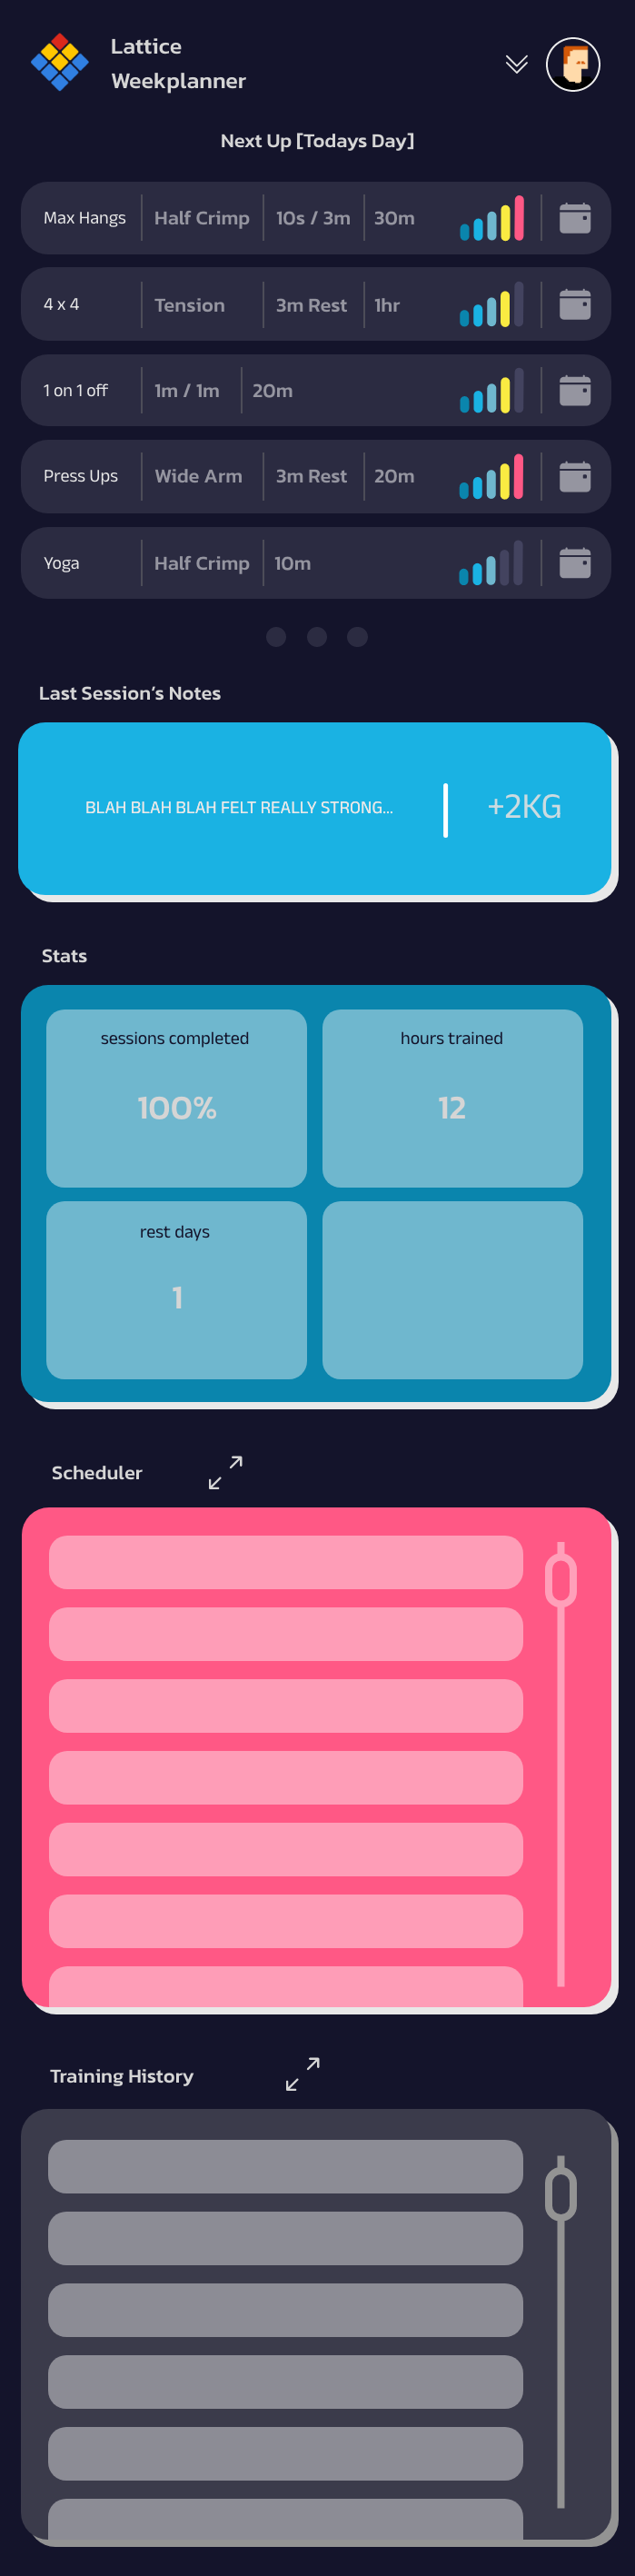 Lattice
Weekplanner
Next Up [Todays Day]
Max Hangs Half Crimp 10s / 3m 30m
4 x 4 Tension 3m Rest 1hr
1 on 1 off 1m / 1m 20m
Press Ups Wide Arm 3m Rest 20m
Yoga Half Crimp 10m
Last Session's Notes
BLAH BLAH BLAH FELT REALLY STRONG... +2KG
Stats
sessions completed hours trained
100% 12
rest days
1
Scheduler
Training History